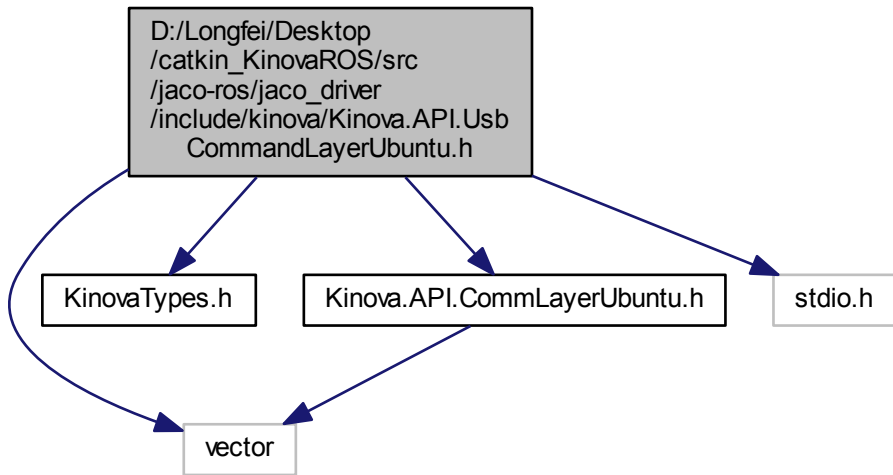 D:/Longfei/Desktop
/catkin_KinovaROS/src
/jaco-ros/jaco_driver
/include/kinova/Kinova.API.Usb
CommandLayerUbuntu.h
KinovaTypes.h
Kinova.API.CommLayerUbuntu.h
stdio.h
vector